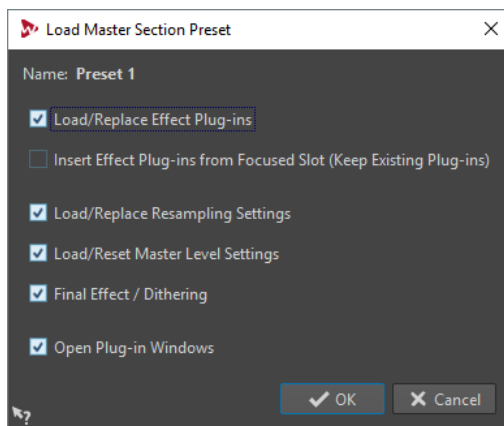 Load Master Section Preset
Name: Preset 1
Load/Replace Effect Plug-ins
Insert Effect Plug-ins from Focused Slot (Keep Existing Plug-ins)
Load/Replace Resampling Settings
Load/Reset Master Level Settings
Final Effect / Dithering
Open Plug-in Windows
OK
Cancel